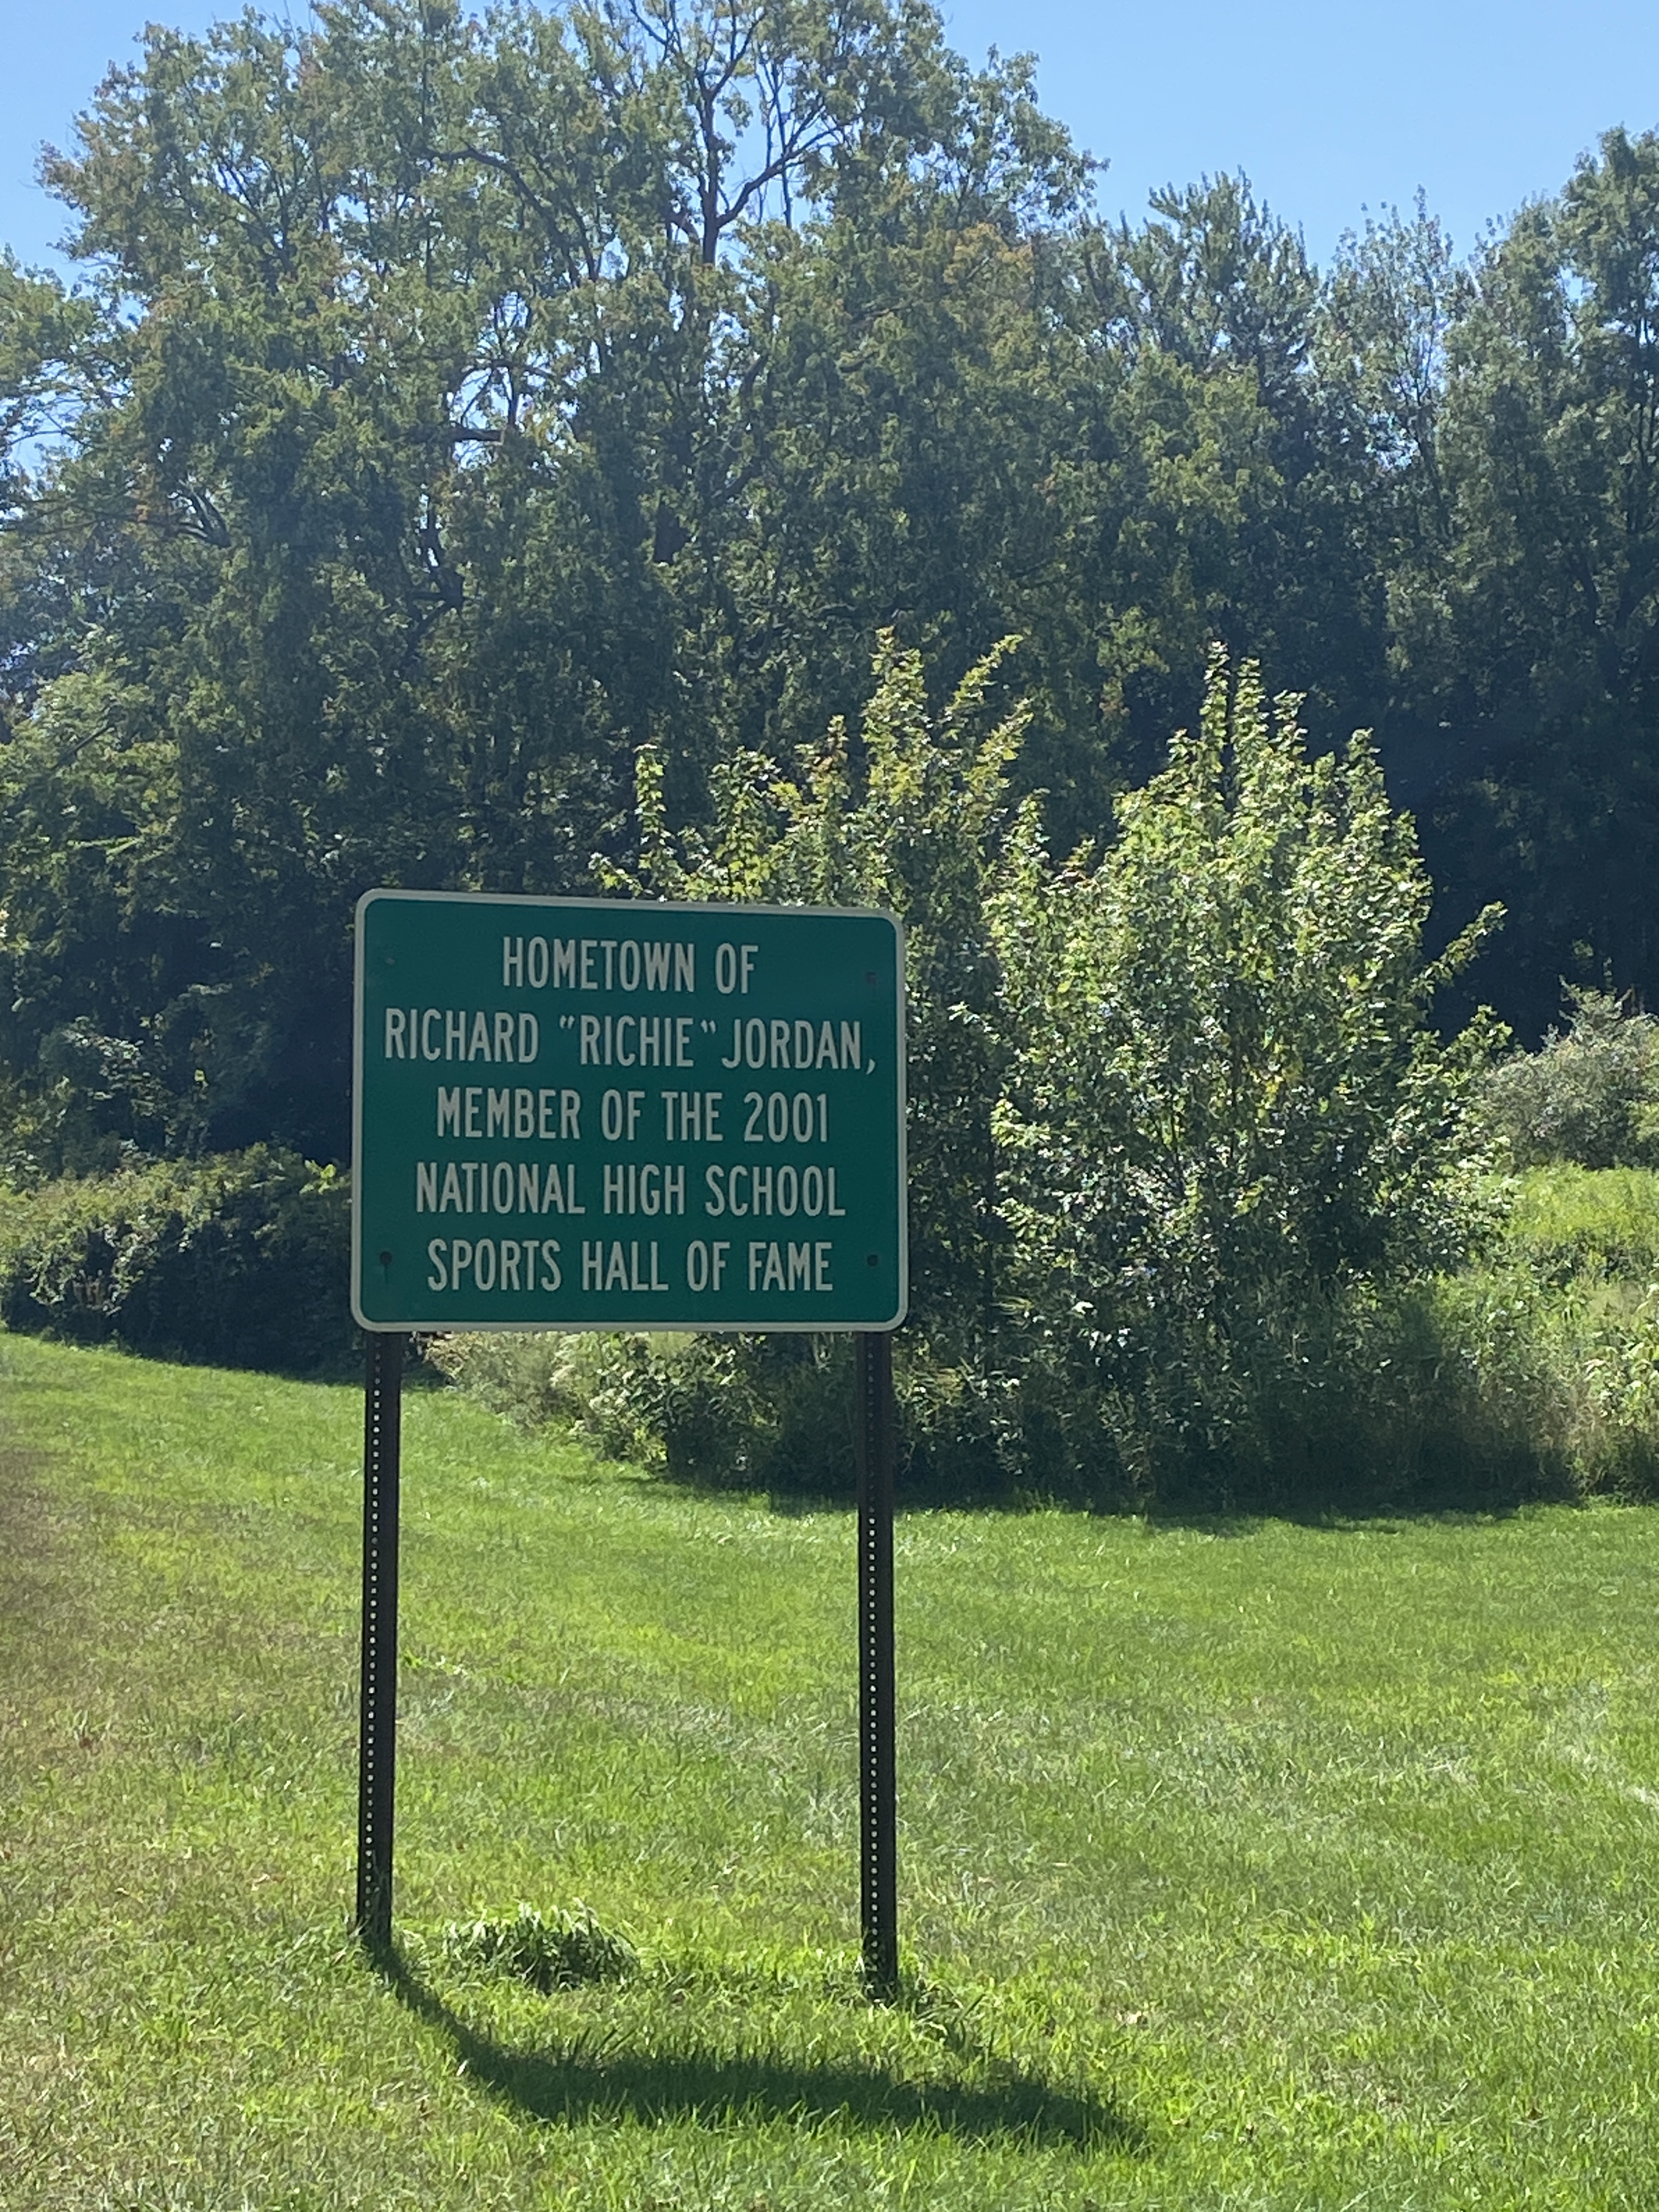 HOMETOWN OF
RICHARD "RICHIE" JORDAN,
MEMBER OF THE 2001
NATIONAL HIGH SCHOOL
SPORTS HALL OF FAME